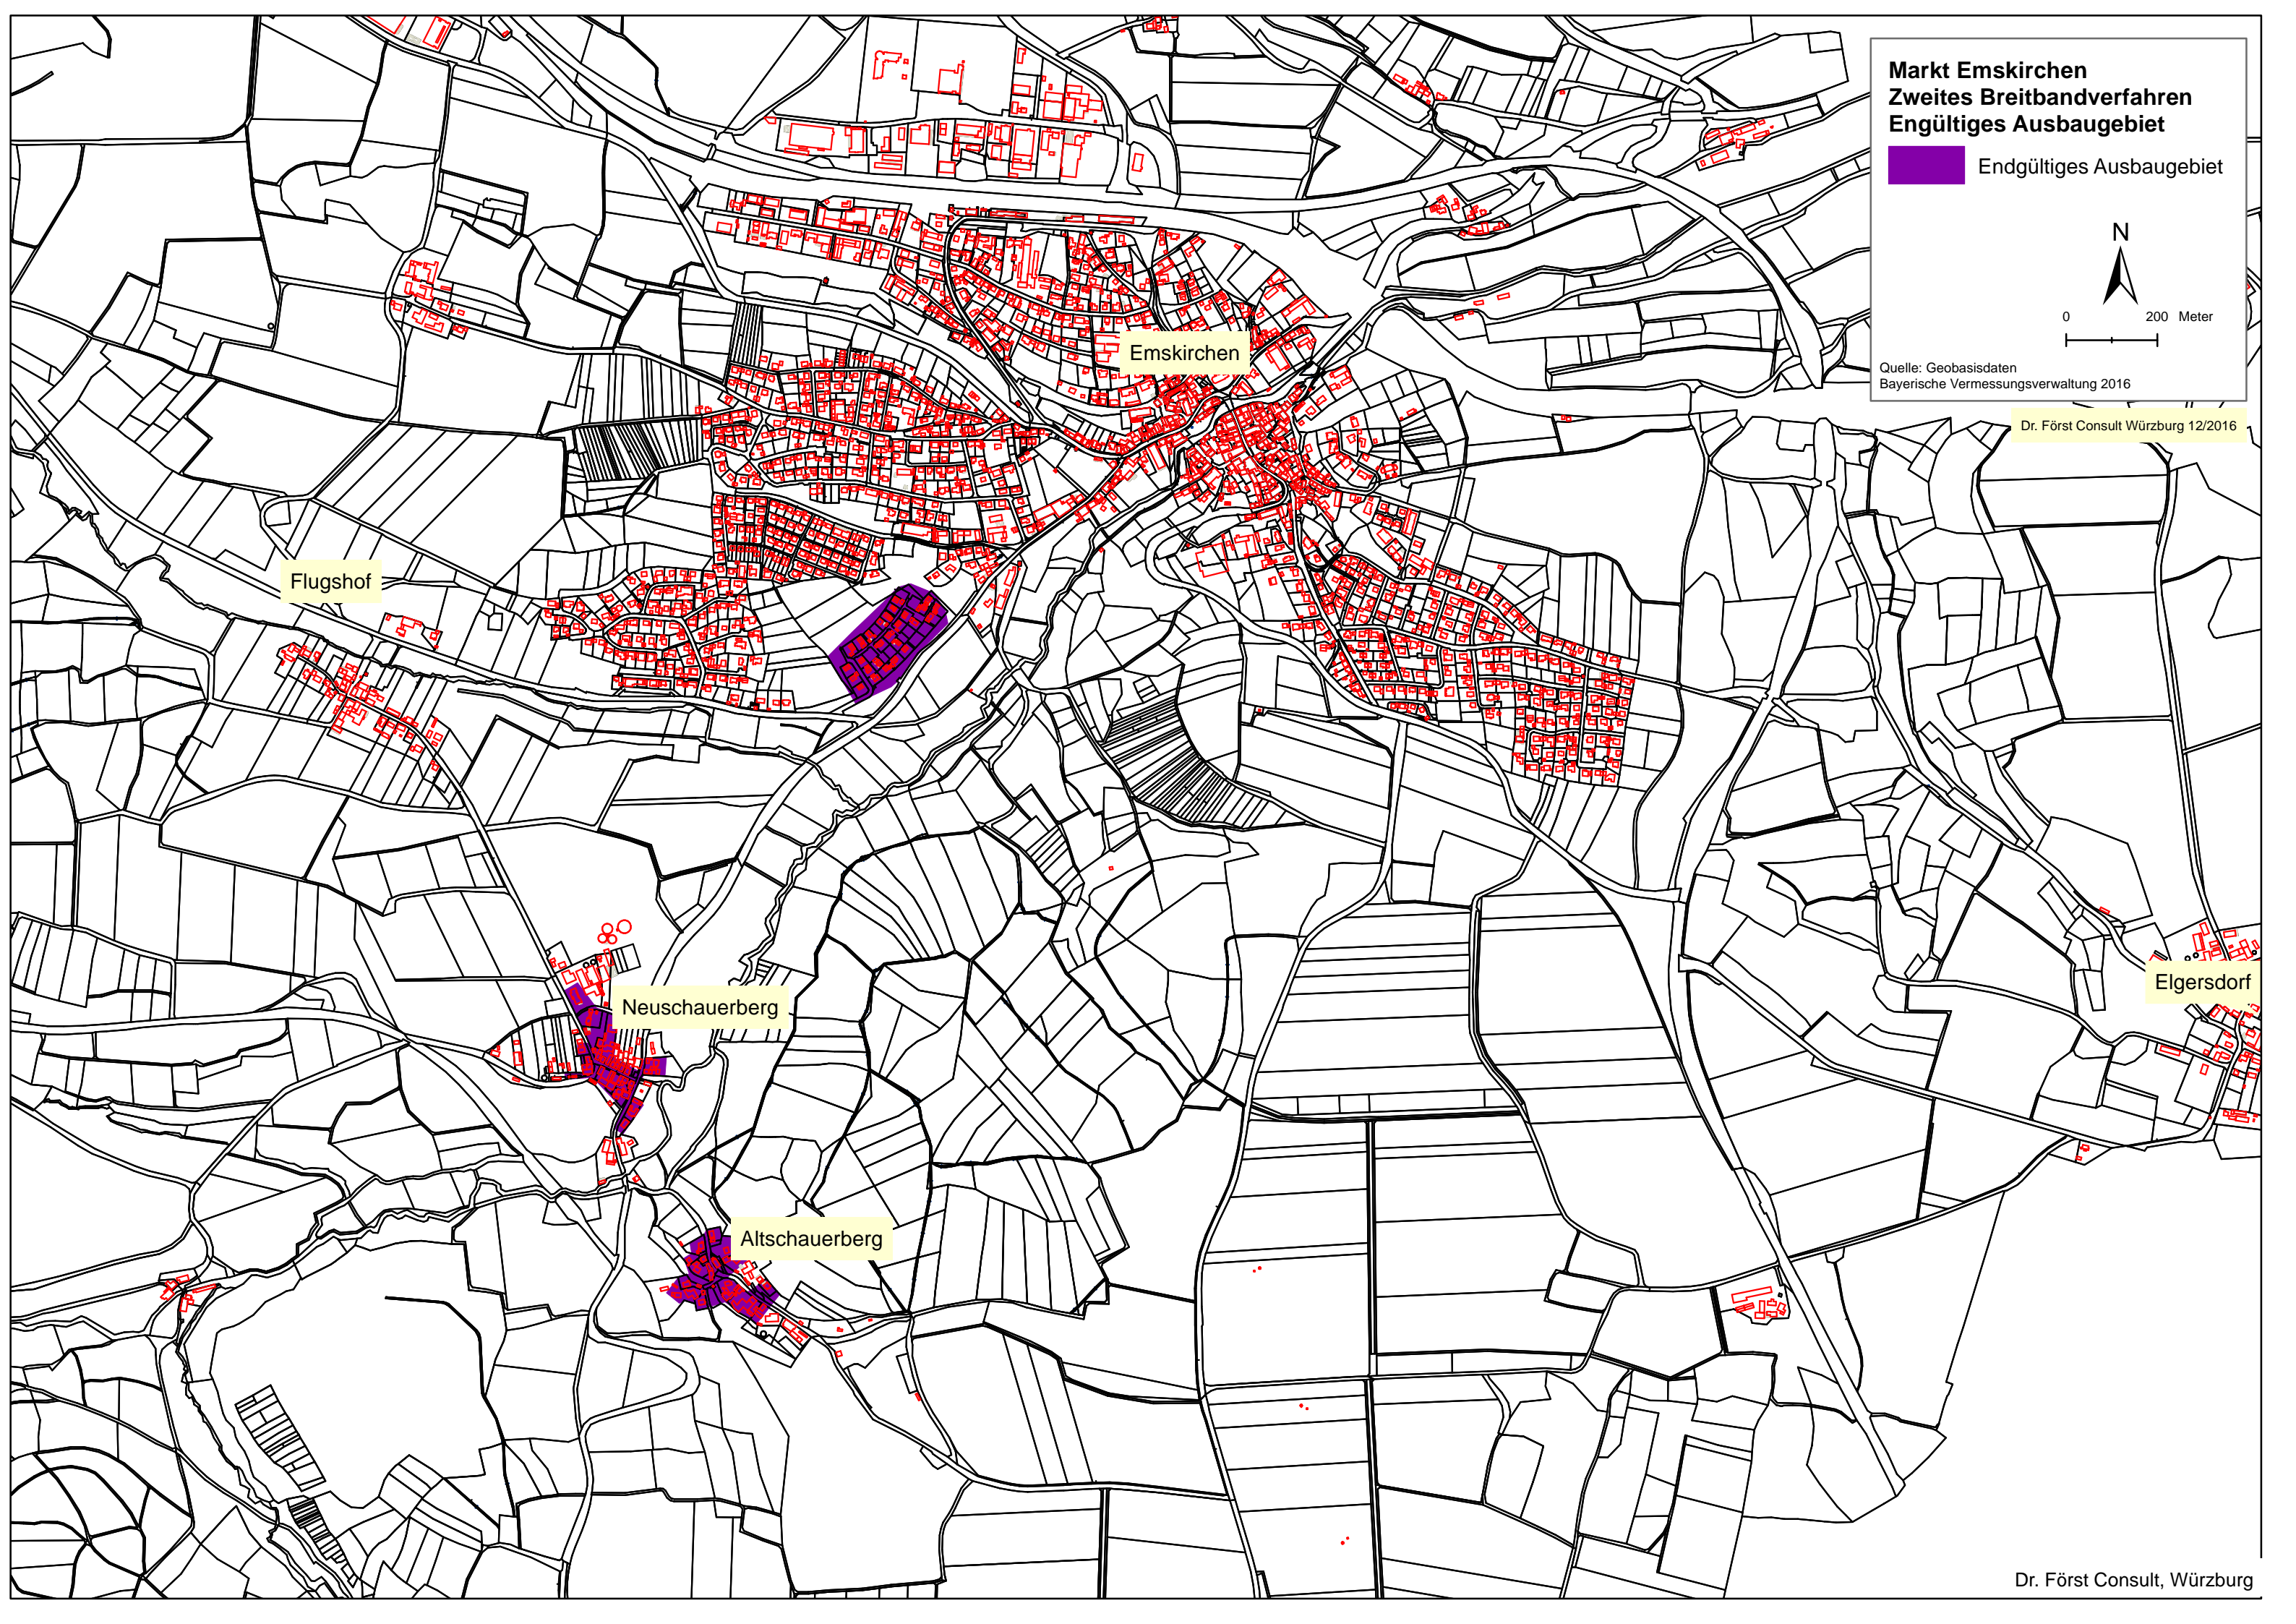 Markt Emskirchen
Zweites Breitbandverfahren
Engültiges Ausbaugebiet
Endgültiges Ausbaugebiet
N
0 200 Meter
Quelle: Geobasisdaten
Bayerische Vermessungsverwaltung 2016
Dr. Först Consult Würzburg 12/2016
Emskirchen
Flugshof
Elgersdorf
Neuschauerberg
Altschauerberg
Dr. Först Consult, Würzburg